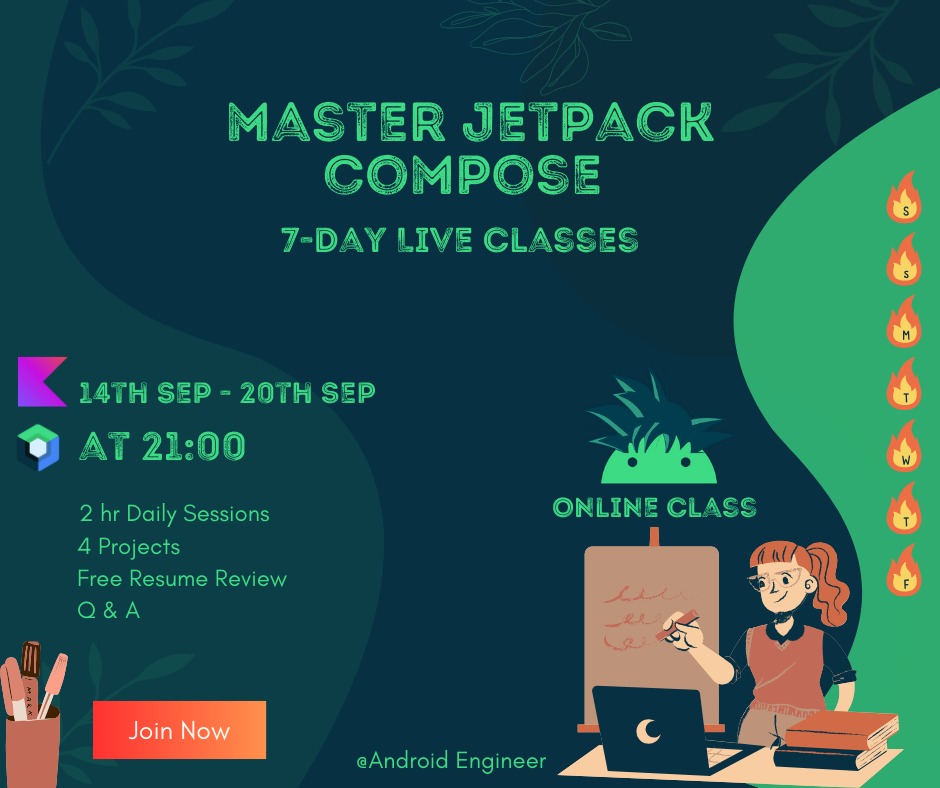 MASTER JETPACK
COMPOSE
7-DAY LIVE CLASSES
14TH SEP - 20TH SEP
AT 21:00
2 hr Daily Sessions
4 Projects
Free Resume Review
Q & A
Join Now
@Android Engineer
ONLINE CLASS
S
S
M
T
W
T
F